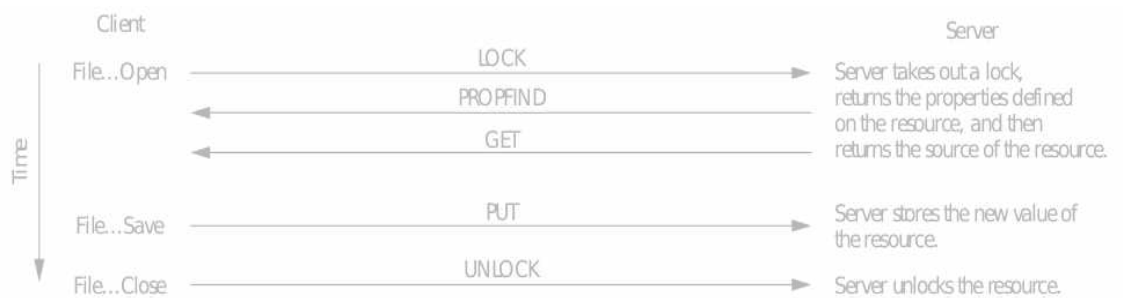 Client
Server
File...Open
LOCK
Server takes out a lock,
returns the properties defined
on the resource, and then
returns the source of the resource.
PROPFIND
GET
Time
File...Save
PUT
Server stores the new value of
the resource.
File...Close
UNLOCK
Server unlocks the resource.